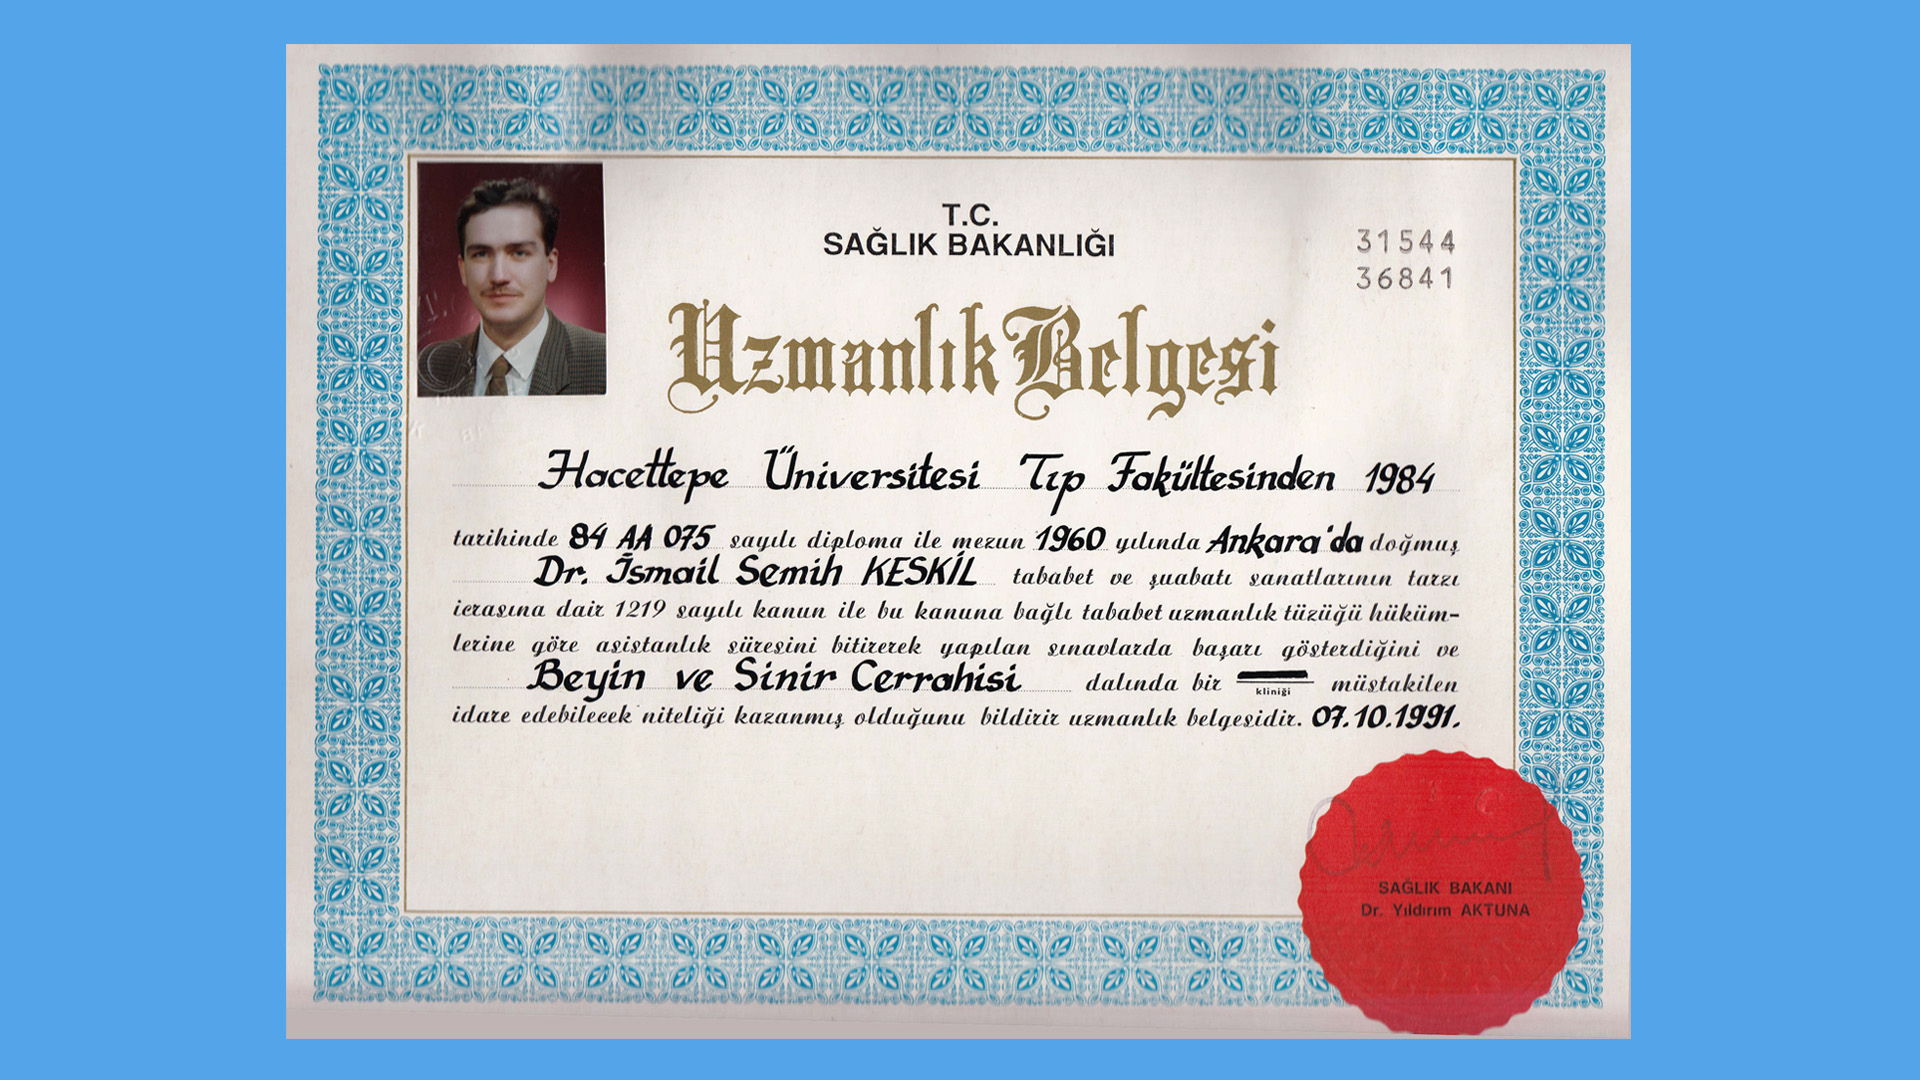 T.C.
SAĞLIK BAKANLIĞI
31544
36841
Uzmanlık Belgesi
Hacettepe Üniversitesi Tıp Fakültesinden 1984
tarihinde 84 AA 075 sayılı diploma ile mezun 1960 yılında Ankara'da doğmuş
Dr. İsmail Semih KESKİL tababet ve şuabatı sanatlarının tarzı
icrasına dair 1219 sayılı kanun ile bu kanuna bağlı tababet uzmanlık tüzüğü hüküm-
lerine göre asistanlık süresini bitirerek yapılan sınavlarda başarı gösterdiğini ve
Beyin ve Sinir Cerrahisi dalında bir kliniği müstakilen
idare edebilecek niteliği kazanmış olduğunu bildirir uzmanlık belgesidir. 07.10.1991.
T C
SAĞLIK BAKANI
Dr. Yıldırım AKTUNA